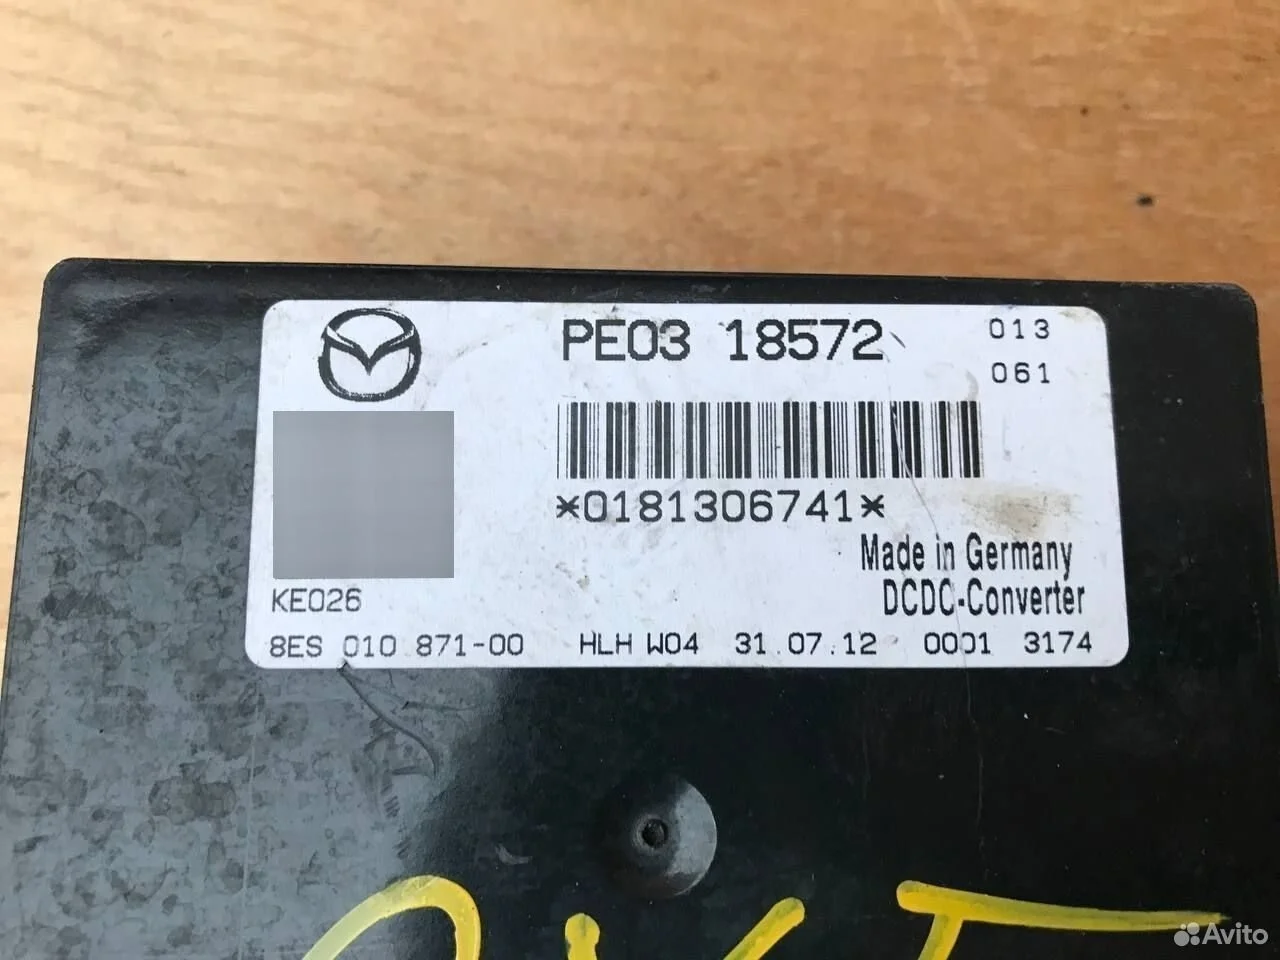 PE03 18572
013
061
*0181306741*
Made in Germany
DCDC-Converter
KE026
8ES 010 871-00 HLH W04 31.07.12 0001 3174
Avito